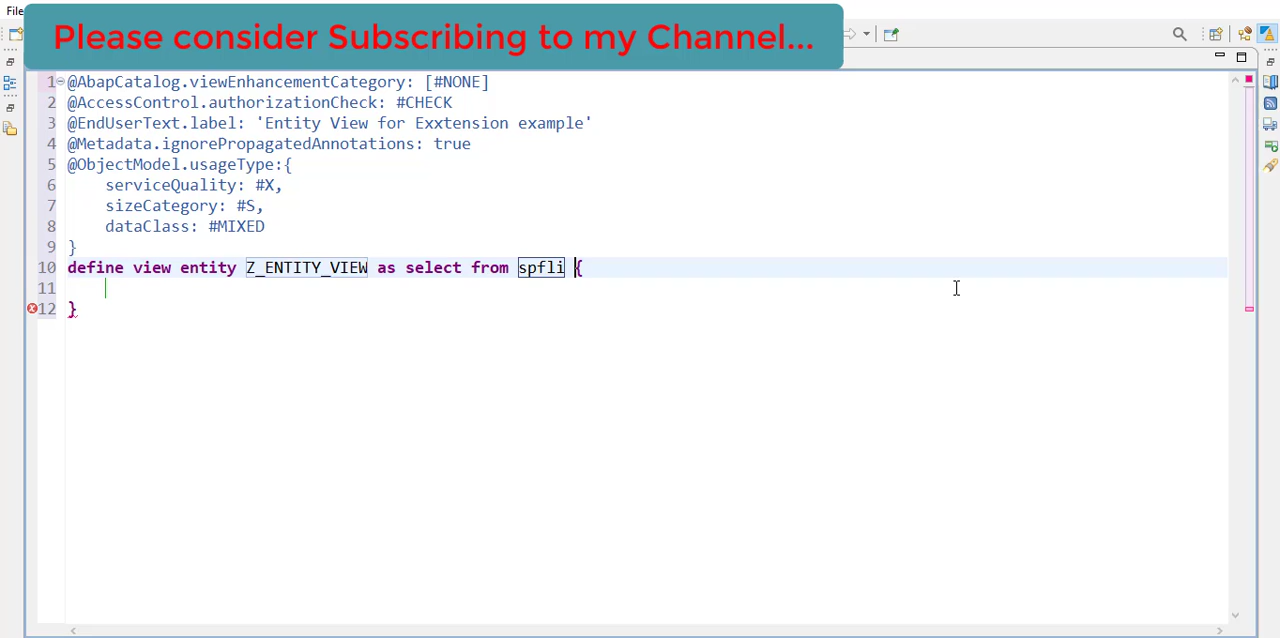 File
Please consider Subscribing to my Channel...
1 @AbapCatalog.viewEnhancementCategory: [#NONE]
2 @AccessControl.authorizationCheck: #CHECK
3 @EndUserText.label: 'Entity View for Exxtension example'
4 @Metadata.ignorePropagatedAnnotations: true
5 @ObjectModel.usageType:{
6 serviceQuality: #X,
7 sizeCategory: #S,
8 dataClass: #MIXED
9 }
10 define view entity Z_ENTITY_VIEW as select from spfli {
11
12 }